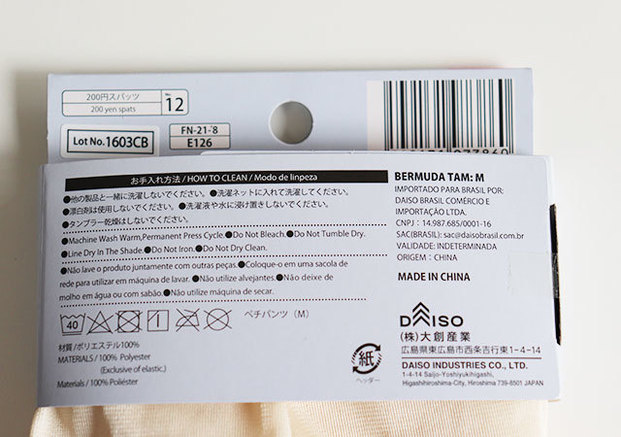 200円スパッツ
200 yen spats
No.
12
Lot No.1603CB
FN-21-8
E126
お手入れ方法 / HOW TO CLEAN / Modo de limpeza
●他の製品と一緒に洗濯しないでください。●洗濯ネットに入れて洗濯してください。
●漂白剤は使用しないでください。●洗濯液や水に浸け置きしないでください。
●タンブラー乾燥はしないでください。
●Machine Wash Warm,Permanent Press Cycle.●Do Not Bleach.●Do Not Tumble Dry.
●Line Dry In The Shade.●Do Not Iron.●Do Not Dry Clean.
●Não lave o produto juntamente com outras peças.●Coloque-o em uma sacola de
rede para utilizar em máquina de lavar.●Não utilize alvejantes.●Não deixe de
molho em água ou com sabão.●Não utilize máquina de secar.
40
ペチパンツ（M）
材質/ポリエステル100%
MATERIALS / 100% Polyester
(Exclusive of elastic.)
Materiais / 100% Poliéster
紙
ヘッダー
BERMUDA TAM: M
IMPORTADO PARA BRASIL POR:
DAISO BRASIL COMÉRCIO E
IMPORTAÇÃO LTDA.
CNPJ : 14.987.685/0001-16
SAC(BRASIL): sac@daisobrasil.com.br
VALIDADE: INDETERMINADA
ORIGEM : CHINA
MADE IN CHINA
DAISO
(株)大創産業
広島県東広島市西条吉行東1-4-14
DAISO INDUSTRIES CO., LTD.
1-4-14 Saijo-Yoshiyukihigashi,
Higashihiroshima-City, Hiroshima 739-8501 JAPAN